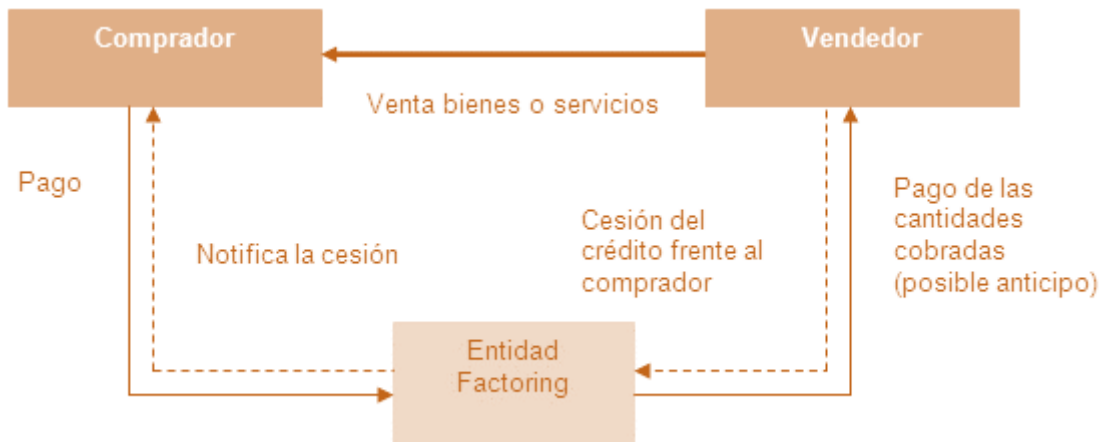 Comprador
Vendedor
Venta bienes o servicios
Pago
Notifica la cesión
Cesión del
crédito frente al
comprador
Pago de las
cantidades
cobradas
(posible anticipo)
Entidad
Factoring